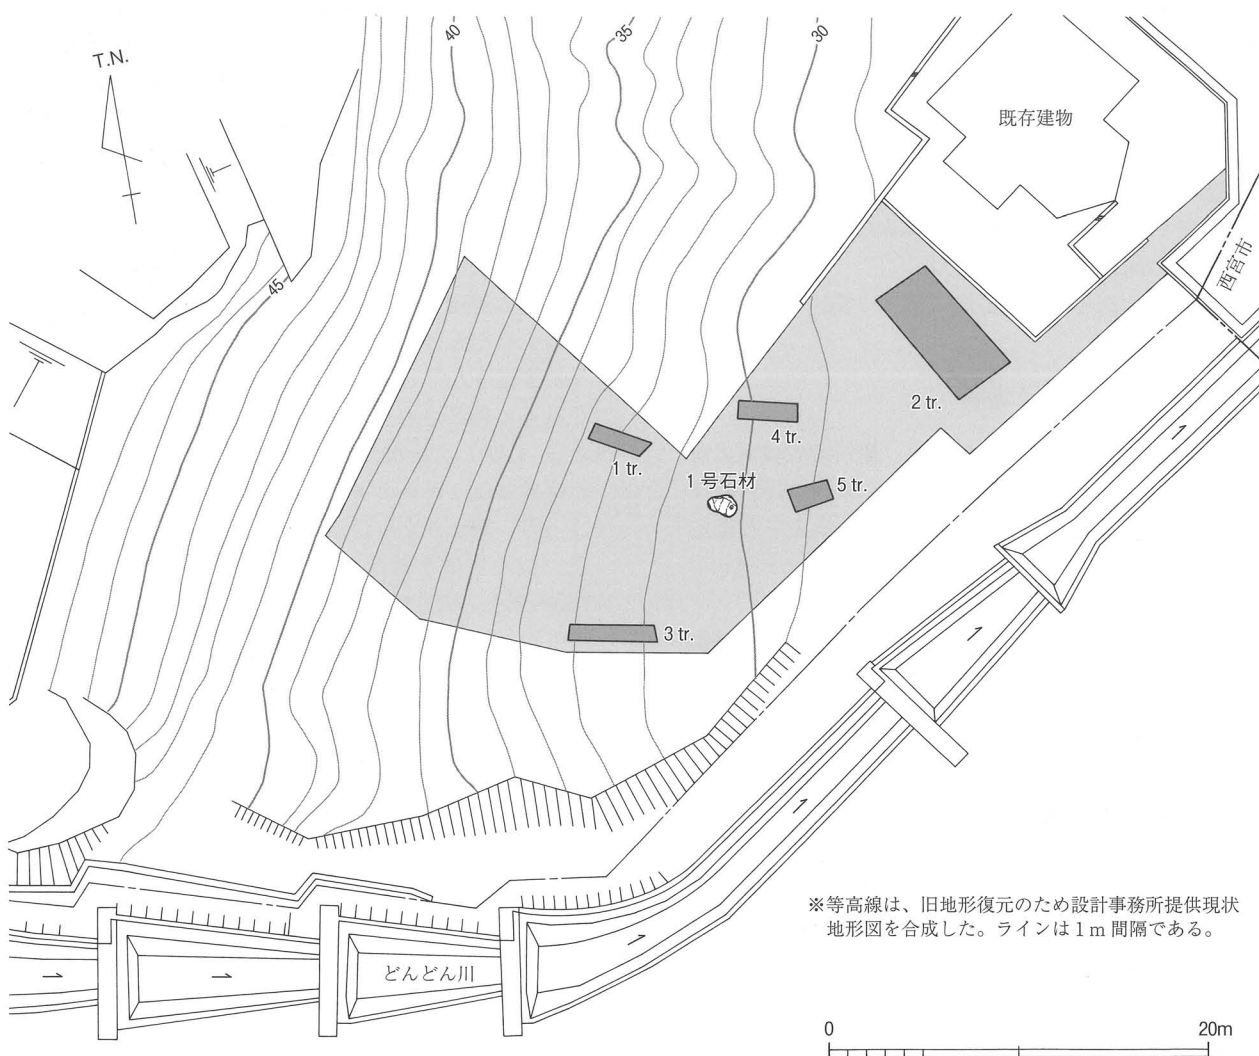 T.N.
40
35
30
既存建物
45
西宮市
2 tr.
4 tr.
1 tr.
1 号石材
5 tr.
3 tr.
※等高線は、旧地形復元のため設計事務所提供現状
地形図を合成した。ラインは1m間隔である。
どんどん川
0 20m